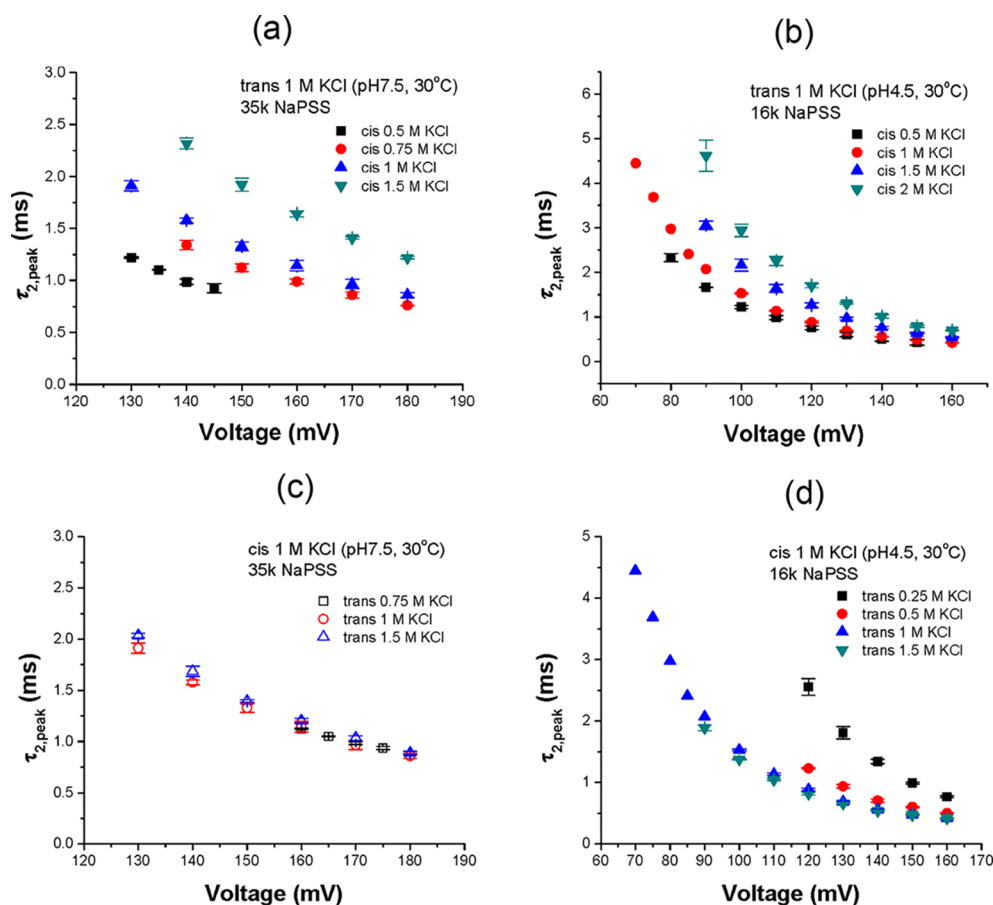 (a)
trans 1 M KCl (pH7.5, 30°C)
35k NaPSS
cis 0.5 M KCl
cis 0.75 M KCl
cis 1 M KCl
cis 1.5 M KCl
τ2,peak (ms)
3.0
2.5
2.0
1.5
1.0
0.5
0.0
120 130 140 150 160 170 180 190
Voltage (mV)
(b)
trans 1 M KCl (pH4.5, 30°C)
16k NaPSS
cis 0.5 M KCl
cis 1 M KCl
cis 1.5 M KCl
cis 2 M KCl
τ2,peak (ms)
6
5
4
3
2
1
0
60 80 100 120 140 160
Voltage (mV)
(c)
cis 1 M KCl (pH7.5, 30°C)
35k NaPSS
trans 0.75 M KCl
trans 1 M KCl
trans 1.5 M KCl
τ2,peak (ms)
3.0
2.5
2.0
1.5
1.0
0.5
0.0
120 130 140 150 160 170 180 190
Voltage (mV)
(d)
cis 1 M KCl (pH4.5, 30°C)
16k NaPSS
trans 0.25 M KCl
trans 0.5 M KCl
trans 1 M KCl
trans 1.5 M KCl
τ2,peak (ms)
5
4
3
2
1
0
60 70 80 90 100 110 120 130 140 150 160 170
Voltage (mV)